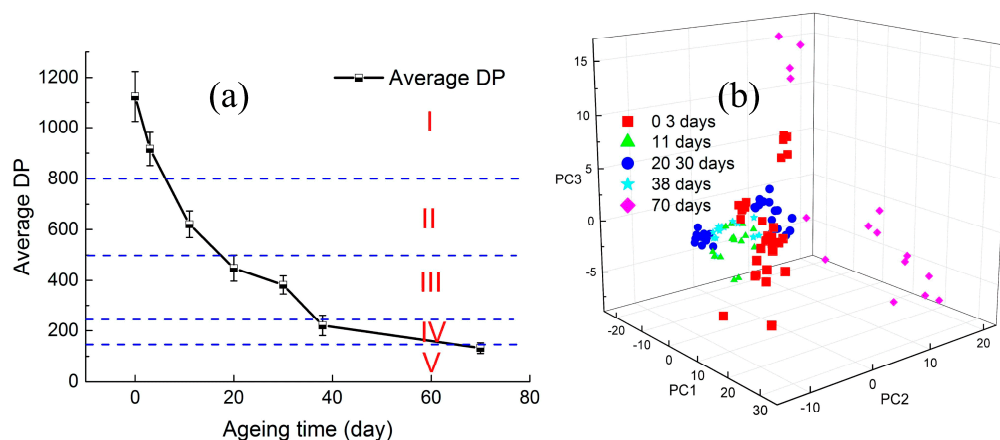 (a)
Average DP
I
II
III
IV
V
1200
1000
800
600
400
200
0
Average DP
0
20
40
60
80
Ageing time (day)
(b)
0 3 days
11 days
20 30 days
38 days
70 days
15
10
5
0
-5
PC3
-20
-10
0
10
20
30
PC1
-10
0
10
20
PC2